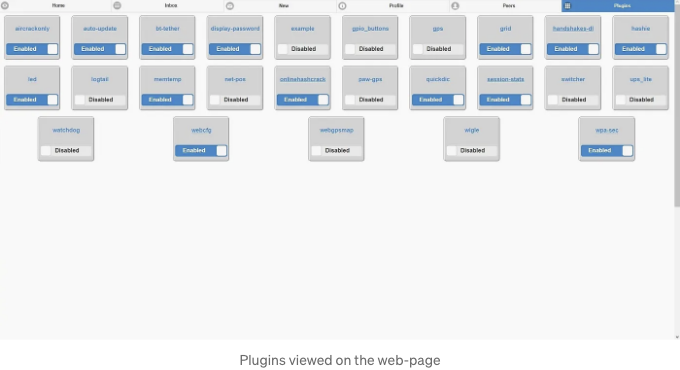 Home Inbox New Profile Peers Plugins
aircrackonly auto-update bt-tether display-password example gpio_buttons gps grid handshakes-dl hashie
Enabled Enabled Enabled Enabled Disabled Disabled Disabled Enabled Enabled Enabled
led logtail memtemp net-pos onlinehashcrack paw-gps quickdic session-stats switcher ups_lite
Enabled Disabled Enabled Disabled Enabled Disabled Enabled Enabled Disabled Disabled
watchdog webcfg webgpsmap wigle wpa-sec
Disabled Enabled Disabled Disabled Enabled
Plugins viewed on the web-page